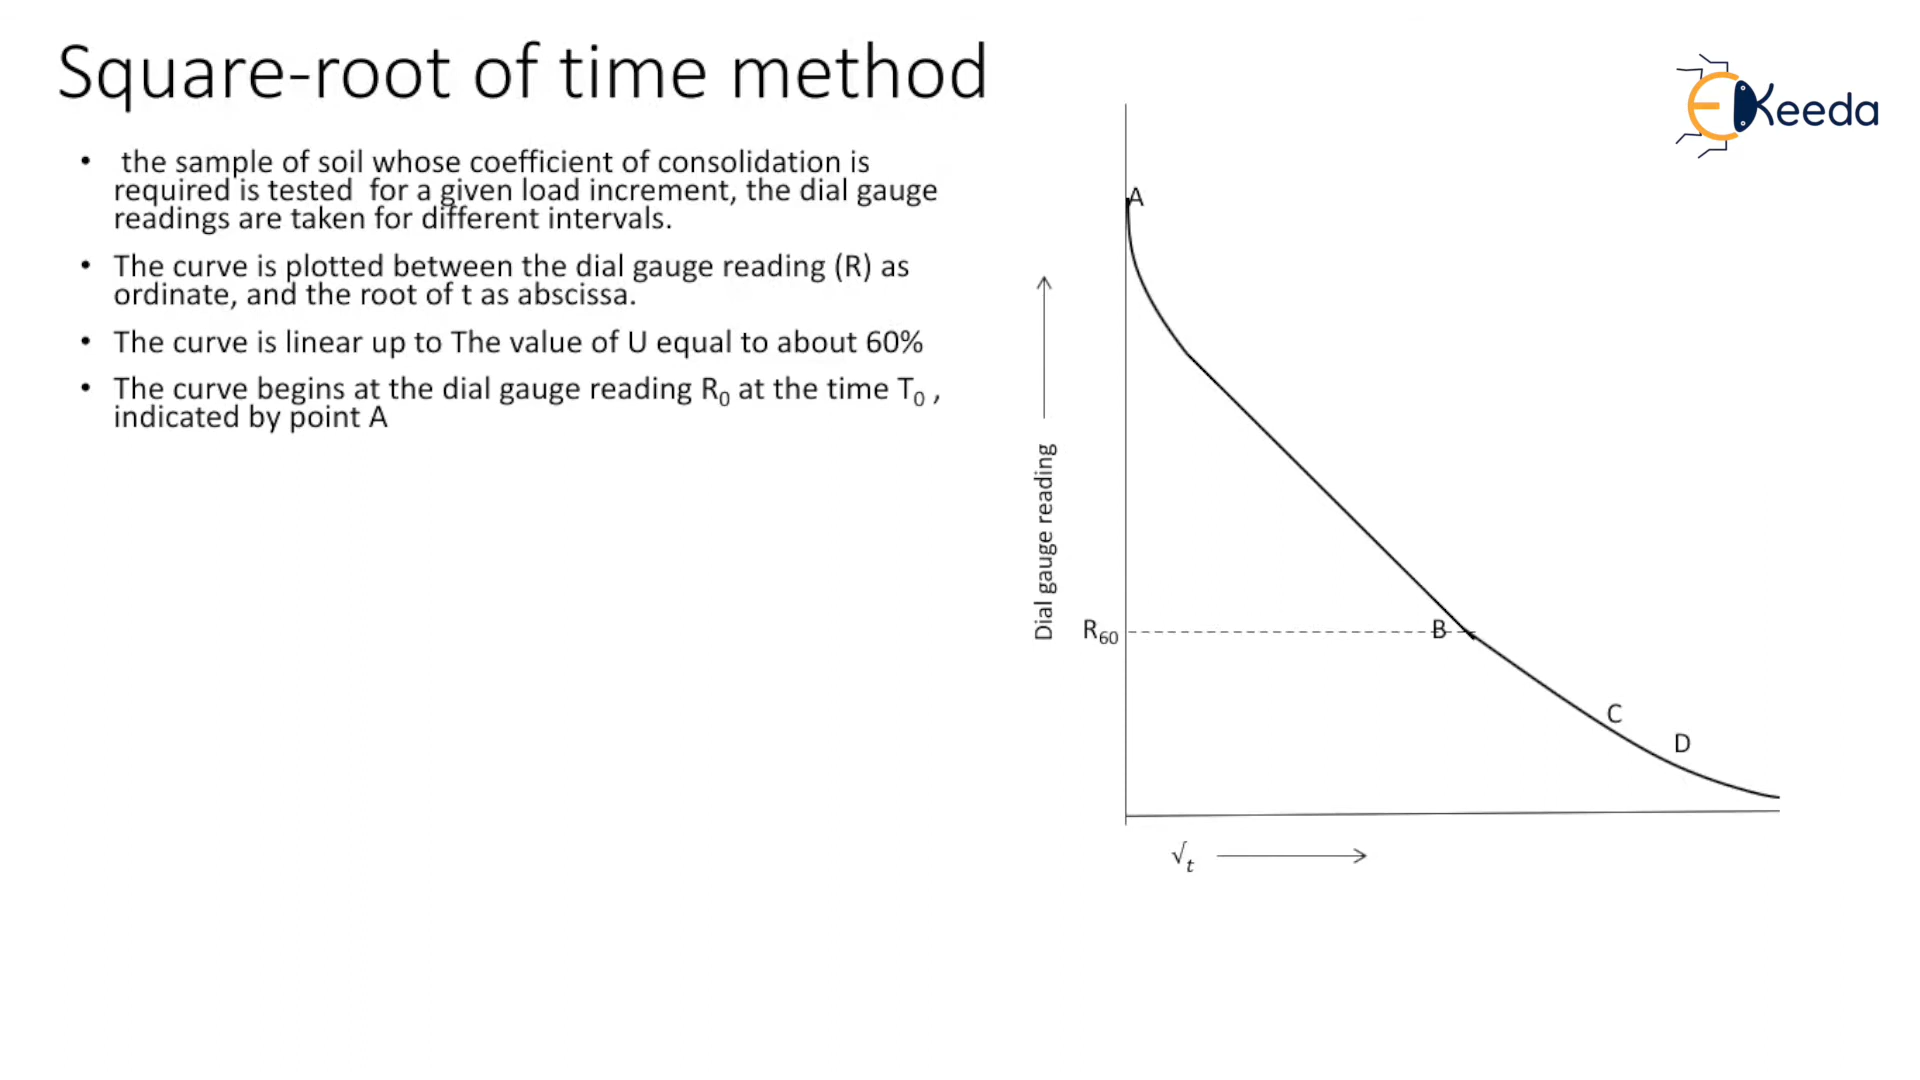 Square-root of time method
EKeeda
• the sample of soil whose coefficient of consolidation is
required is tested for a given load increment, the dial gauge
readings are taken for different intervals.
• The curve is plotted between the dial gauge reading (R) as
ordinate, and the root of t as abscissa.
• The curve is linear up to The value of U equal to about 60%
• The curve begins at the dial gauge reading R₀ at the time T₀ ,
indicated by point A
A
Dial gauge reading
R₆₀
B
C
D
√t